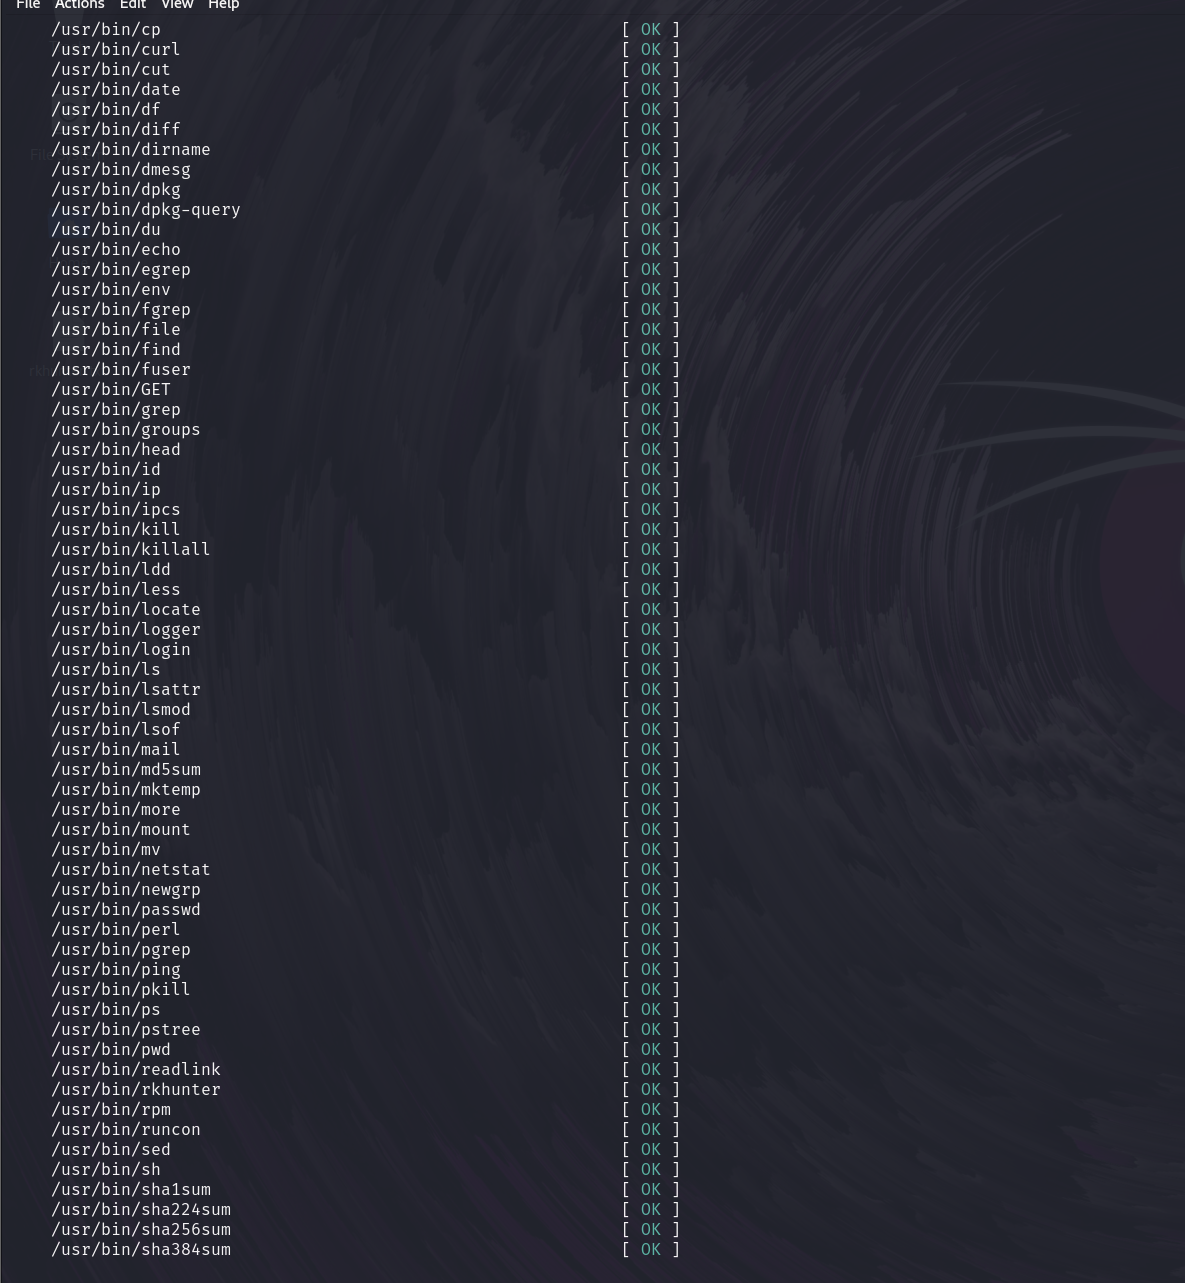 File Actions Edit View Help
/usr/bin/cp [ OK ]
/usr/bin/curl [ OK ]
/usr/bin/cut [ OK ]
/usr/bin/date [ OK ]
/usr/bin/df [ OK ]
/usr/bin/diff [ OK ]
/usr/bin/dirname [ OK ]
/usr/bin/dmesg [ OK ]
/usr/bin/dpkg [ OK ]
/usr/bin/dpkg-query [ OK ]
/usr/bin/du [ OK ]
/usr/bin/echo [ OK ]
/usr/bin/egrep [ OK ]
/usr/bin/env [ OK ]
/usr/bin/fgrep [ OK ]
/usr/bin/file [ OK ]
/usr/bin/find [ OK ]
/usr/bin/fuser [ OK ]
/usr/bin/GET [ OK ]
/usr/bin/grep [ OK ]
/usr/bin/groups [ OK ]
/usr/bin/head [ OK ]
/usr/bin/id [ OK ]
/usr/bin/ip [ OK ]
/usr/bin/ipcs [ OK ]
/usr/bin/kill [ OK ]
/usr/bin/killall [ OK ]
/usr/bin/ldd [ OK ]
/usr/bin/less [ OK ]
/usr/bin/locate [ OK ]
/usr/bin/logger [ OK ]
/usr/bin/login [ OK ]
/usr/bin/ls [ OK ]
/usr/bin/lsattr [ OK ]
/usr/bin/lsmod [ OK ]
/usr/bin/lsof [ OK ]
/usr/bin/mail [ OK ]
/usr/bin/md5sum [ OK ]
/usr/bin/mktemp [ OK ]
/usr/bin/more [ OK ]
/usr/bin/mount [ OK ]
/usr/bin/mv [ OK ]
/usr/bin/netstat [ OK ]
/usr/bin/newgrp [ OK ]
/usr/bin/passwd [ OK ]
/usr/bin/perl [ OK ]
/usr/bin/pgrep [ OK ]
/usr/bin/ping [ OK ]
/usr/bin/pkill [ OK ]
/usr/bin/ps [ OK ]
/usr/bin/pstree [ OK ]
/usr/bin/pwd [ OK ]
/usr/bin/readlink [ OK ]
/usr/bin/rkhunter [ OK ]
/usr/bin/rpm [ OK ]
/usr/bin/runcon [ OK ]
/usr/bin/sed [ OK ]
/usr/bin/sh [ OK ]
/usr/bin/sha1sum [ OK ]
/usr/bin/sha224sum [ OK ]
/usr/bin/sha256sum [ OK ]
/usr/bin/sha384sum [ OK ]